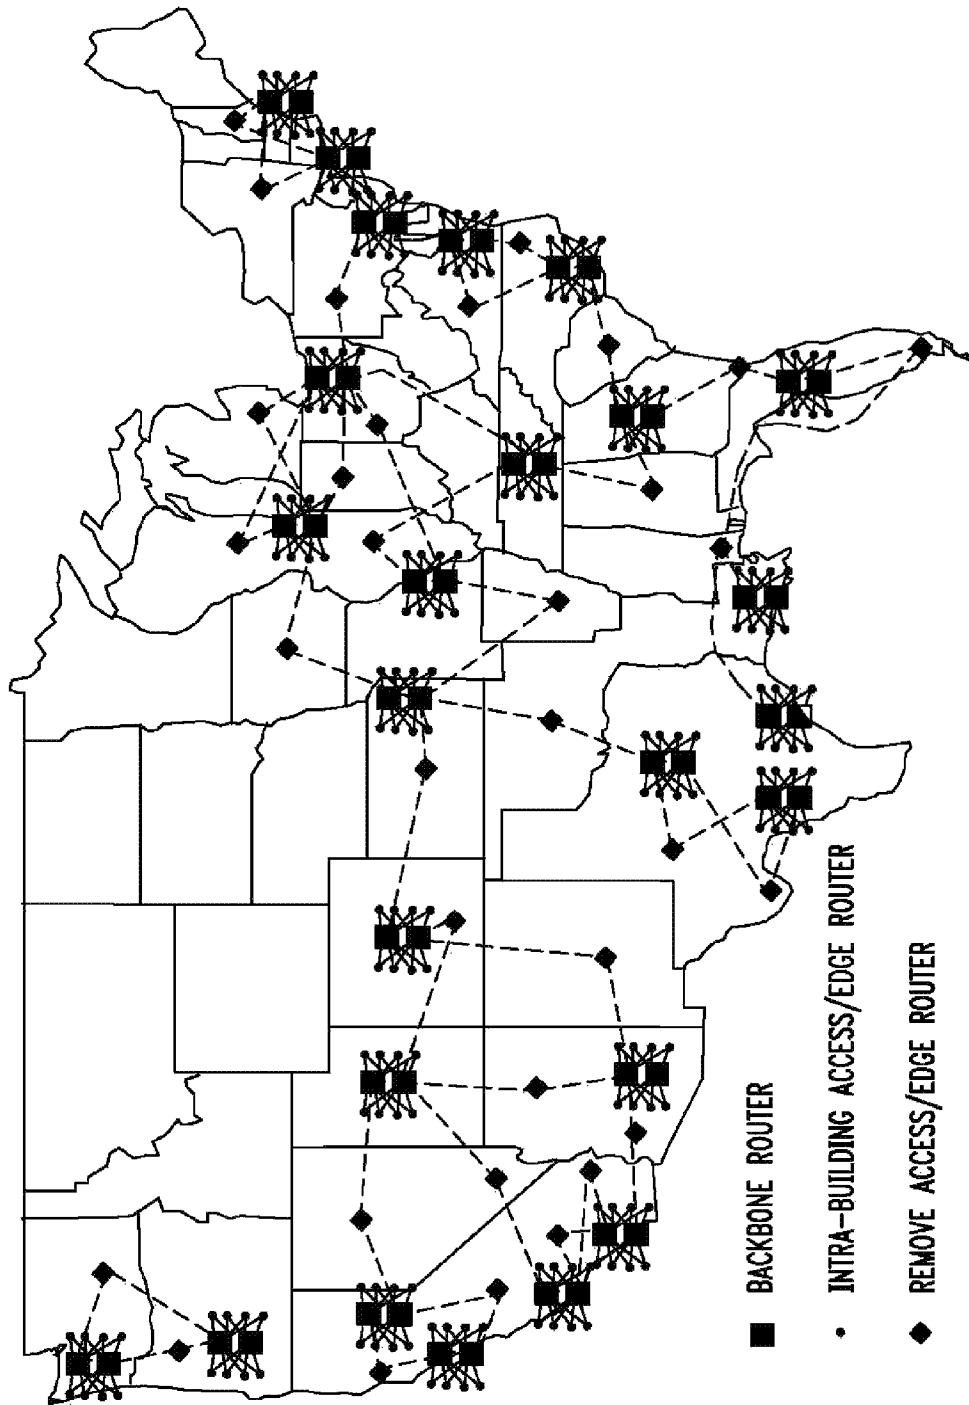 BACKBONE ROUTER
INTRA-BUILDING ACCESS/EDGE ROUTER
REMOVE ACCESS/EDGE ROUTER